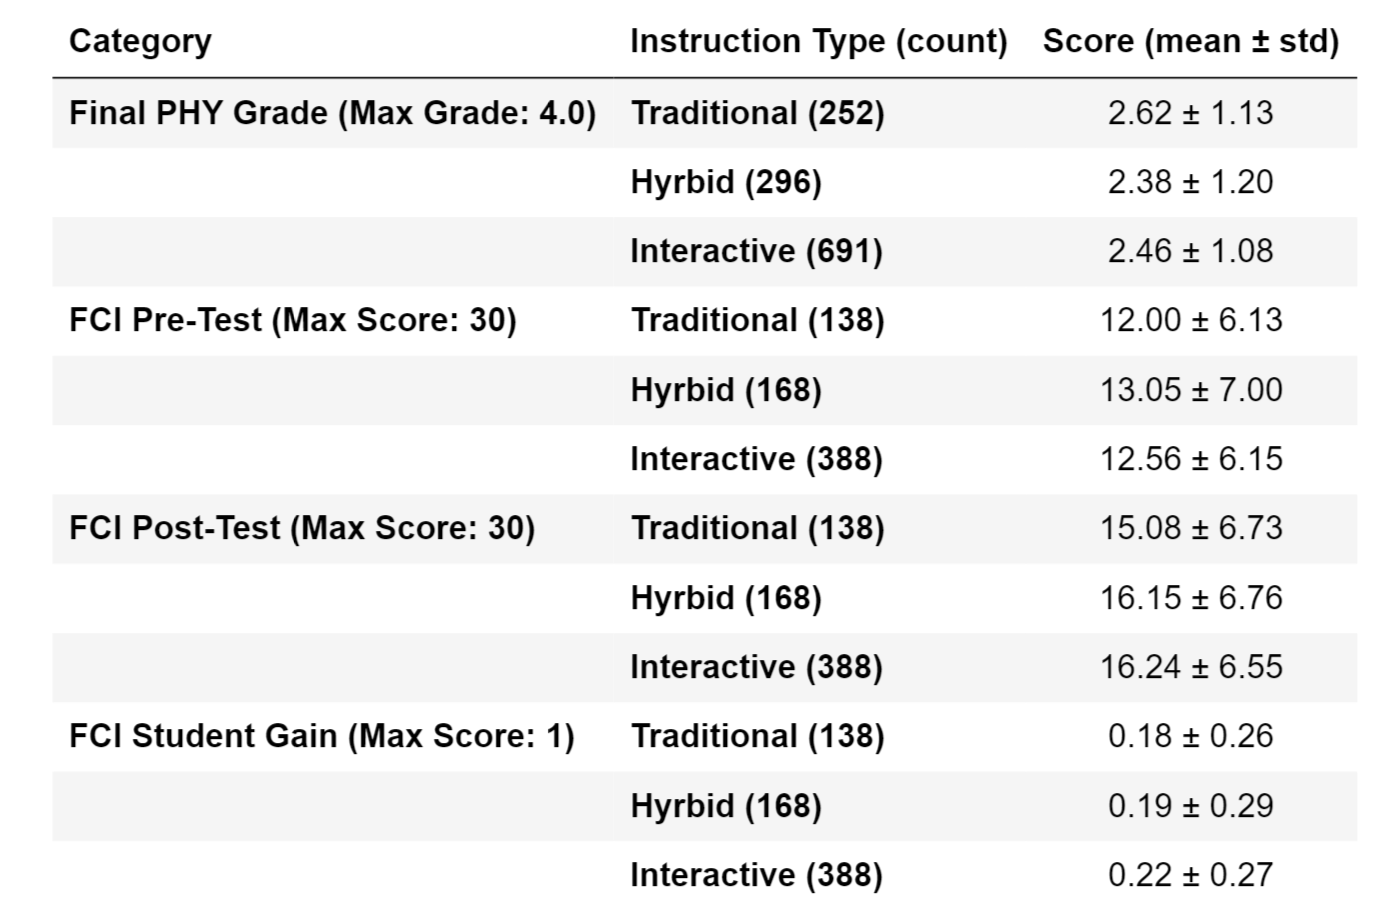 Category Instruction Type (count) Score (mean ± std)
Final PHY Grade (Max Grade: 4.0) Traditional (252) 2.62 ± 1.13
Hyrbid (296) 2.38 ± 1.20
Interactive (691) 2.46 ± 1.08
FCI Pre-Test (Max Score: 30) Traditional (138) 12.00 ± 6.13
Hyrbid (168) 13.05 ± 7.00
Interactive (388) 12.56 ± 6.15
FCI Post-Test (Max Score: 30) Traditional (138) 15.08 ± 6.73
Hyrbid (168) 16.15 ± 6.76
Interactive (388) 16.24 ± 6.55
FCI Student Gain (Max Score: 1) Traditional (138) 0.18 ± 0.26
Hyrbid (168) 0.19 ± 0.29
Interactive (388) 0.22 ± 0.27